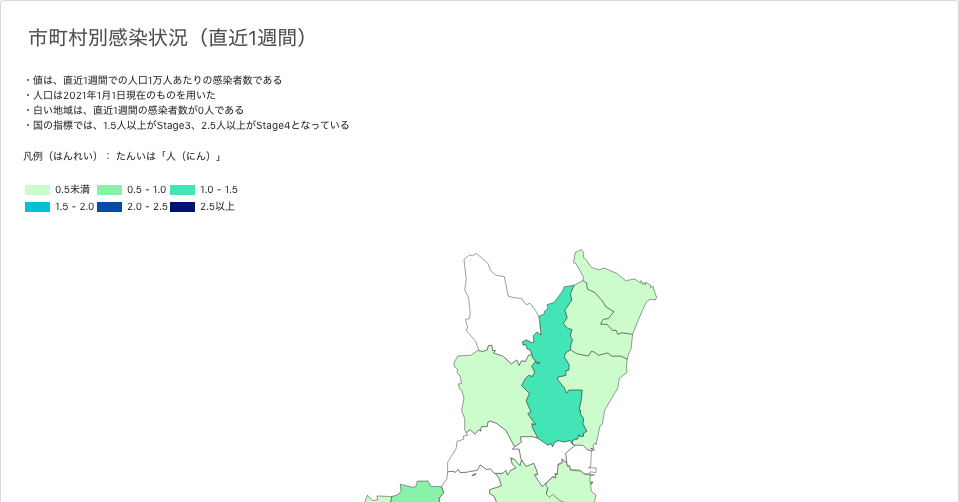 市町村別感染状況（直近1週間）
・値は、直近1週間での人口1万人あたりの感染者数である
・人口は2021年1月1日現在のものを用いた
・白い地域は、直近1週間の感染者数が0人である
・国の指標では、1.5人以上がStage3、2.5人以上がStage4となっている
凡例（はんれい）： たんいは「人（にん）」
0.5未満 0.5 - 1.0 1.0 - 1.5
1.5 - 2.0 2.0 - 2.5 2.5以上